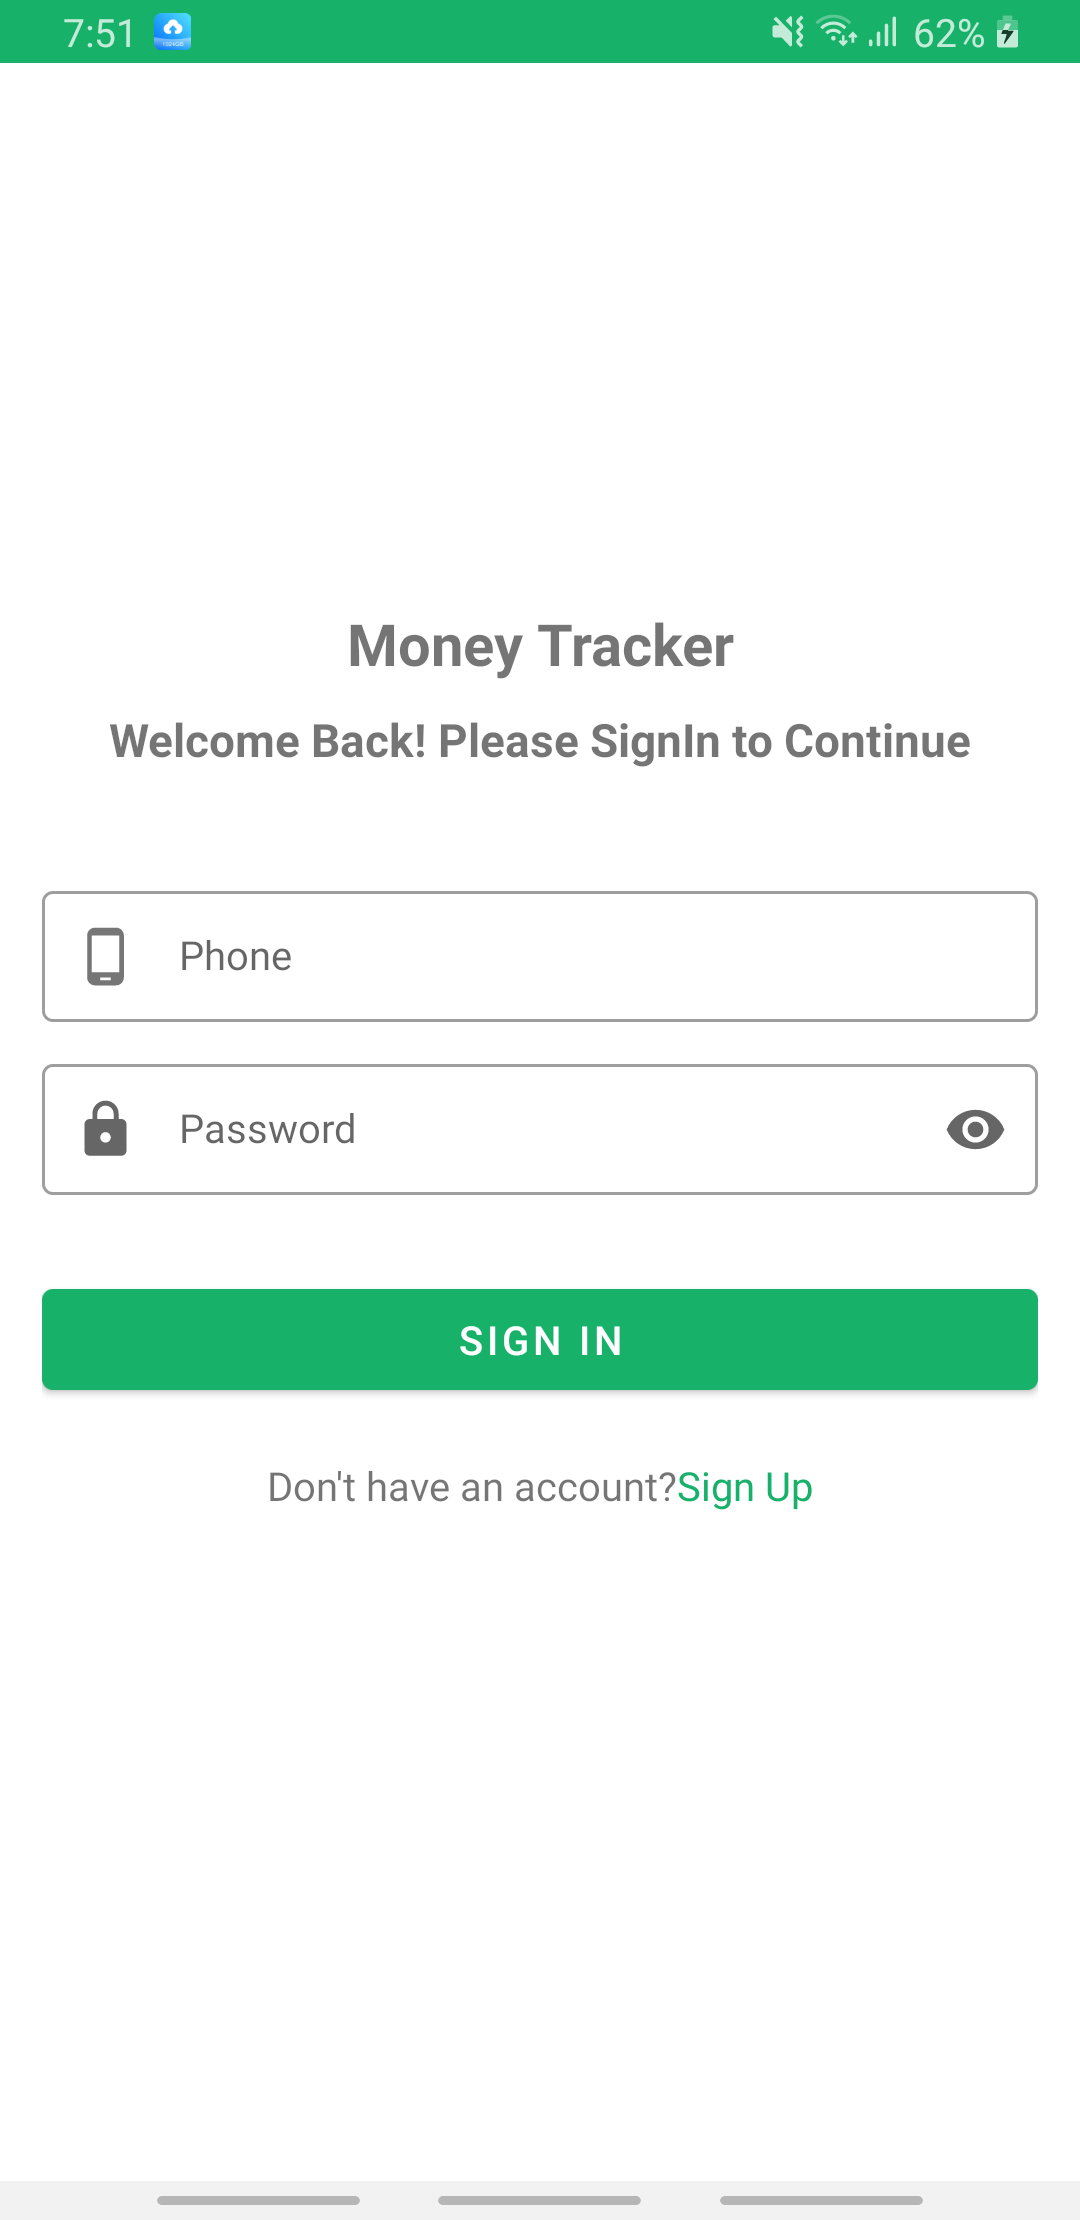 7:51 62%
Money Tracker
Welcome Back! Please SignIn to Continue
Phone
Password
SIGN IN
Don't have an account?Sign Up